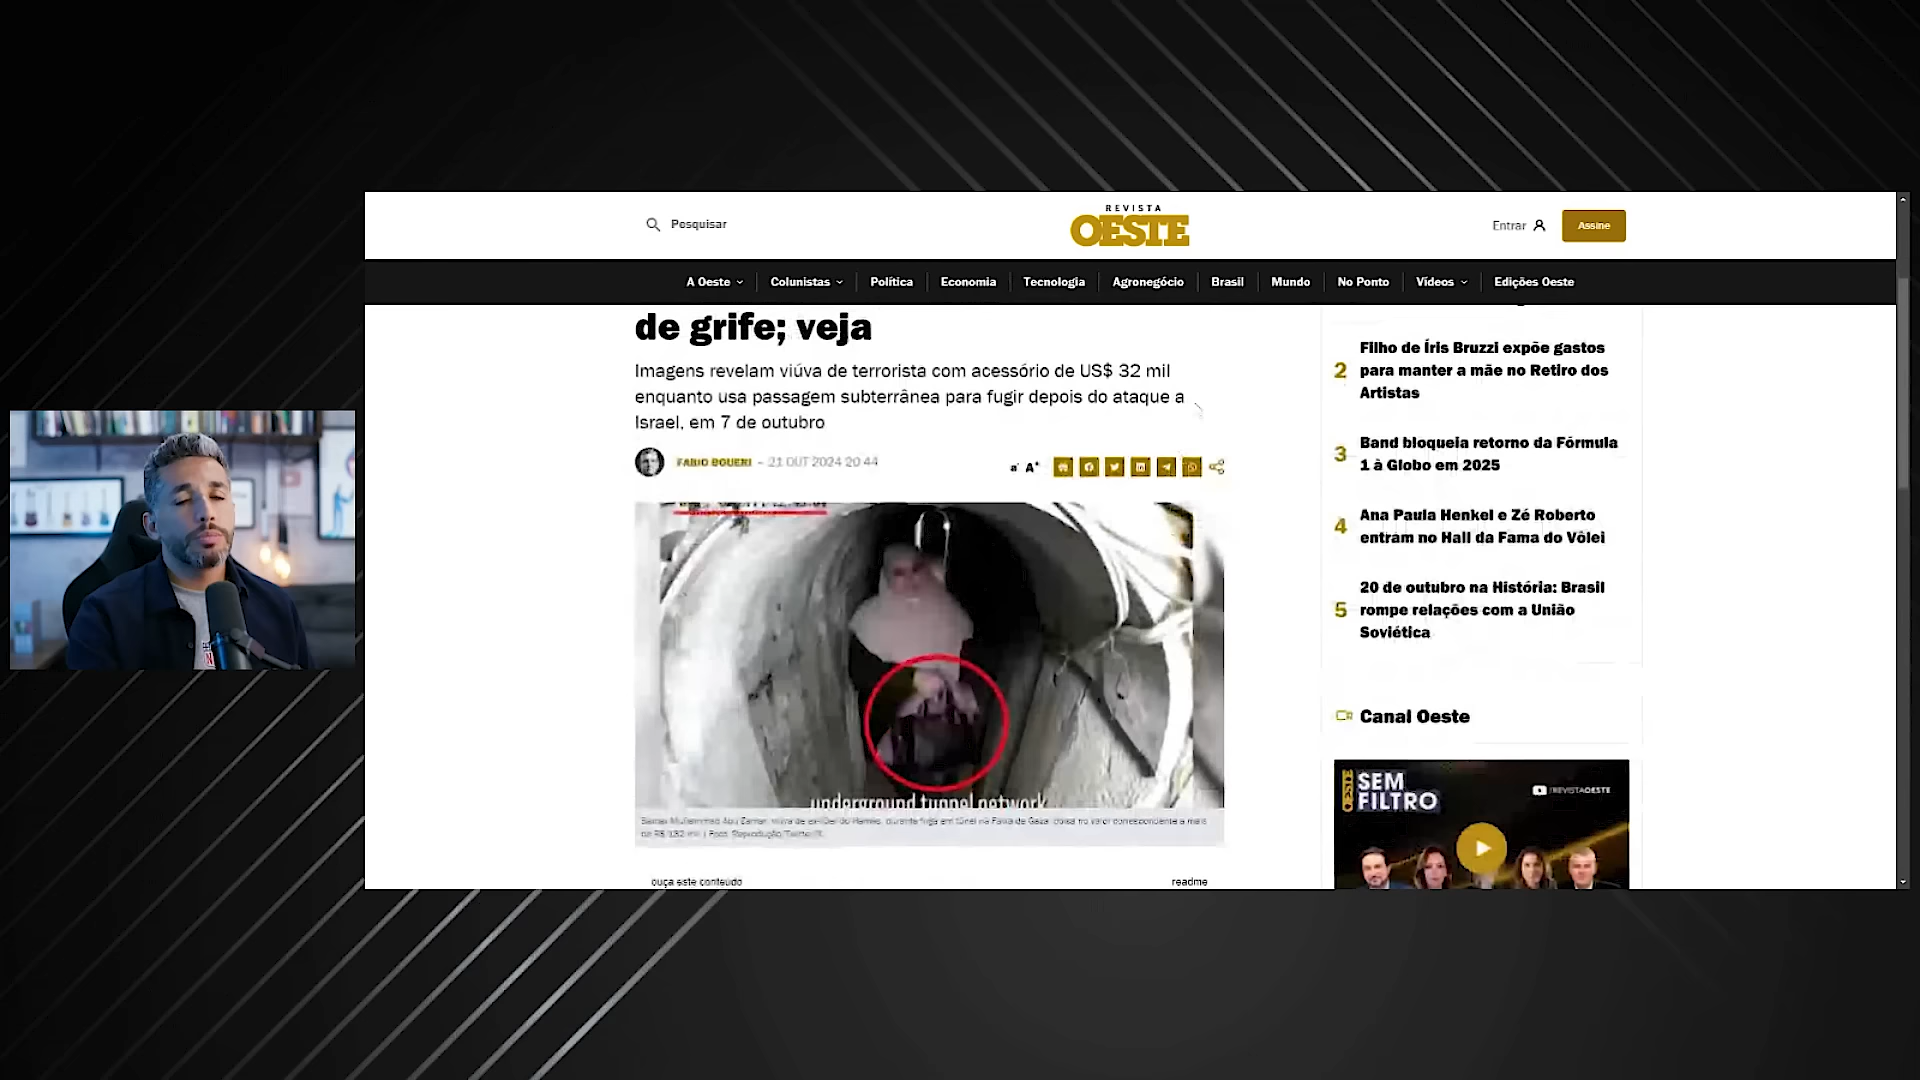 Pesquisar
REVISTA
OESTE
Entrar
Assine
A Oeste
Colunistas
Política
Economia
Tecnologia
Agronegócio
Brasil
Mundo
No Ponto
Vídeos
Edições Oeste
de grife; veja
Imagens revelam viúva de terrorista com acessório de US$ 32 mil
enquanto usa passagem subterrânea para fugir depois do ataque a
Israel, em 7 de outubro
FABIO BOUERI - 21 OUT 2024 20:44
a- A+
underground tunnel network
ouça este conteúdo
readme
2
Filho de Íris Bruzzi expõe gastos
para manter a mãe no Retiro dos
Artistas
3
Band bloqueia retorno da Fórmula
1 à Globo em 2025
4
Ana Paula Henkel e Zé Roberto
entram no Hall da Fama do Vôlei
5
20 de outubro na História: Brasil
rompe relações com a União
Soviética
Canal Oeste
OESTE
SEM
FILTRO
/REVISTAOESTE